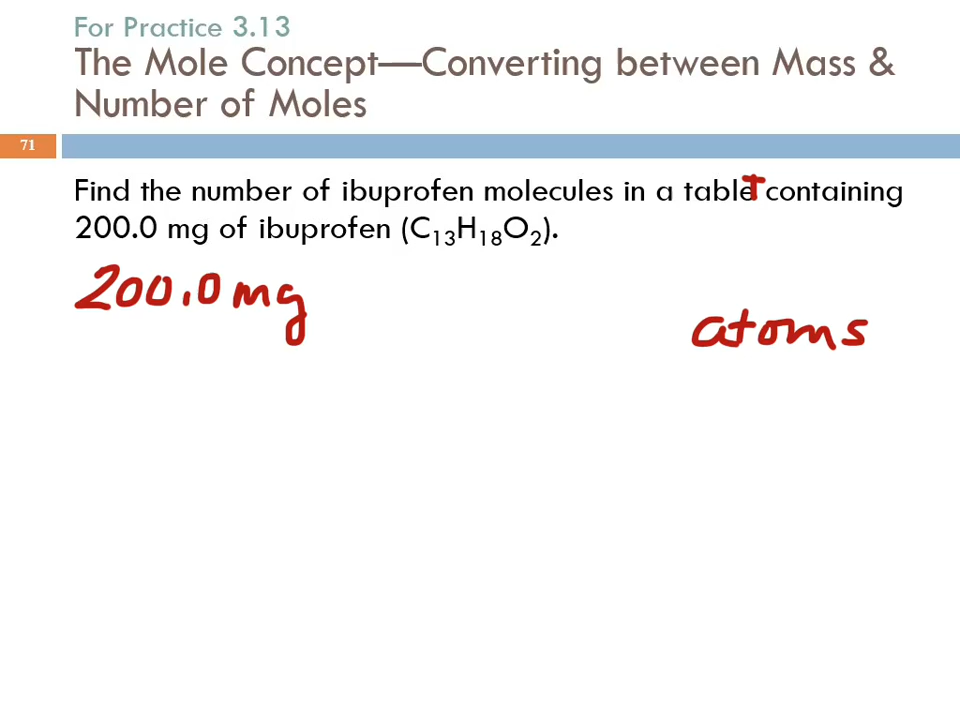 For Practice 3.13
The Mole Concept—Converting between Mass &
Number of Moles
71
Find the number of ibuprofen molecules in a tableT containing
200.0 mg of ibuprofen (C₁₃H₁₈O₂).
200.0 mg
atoms